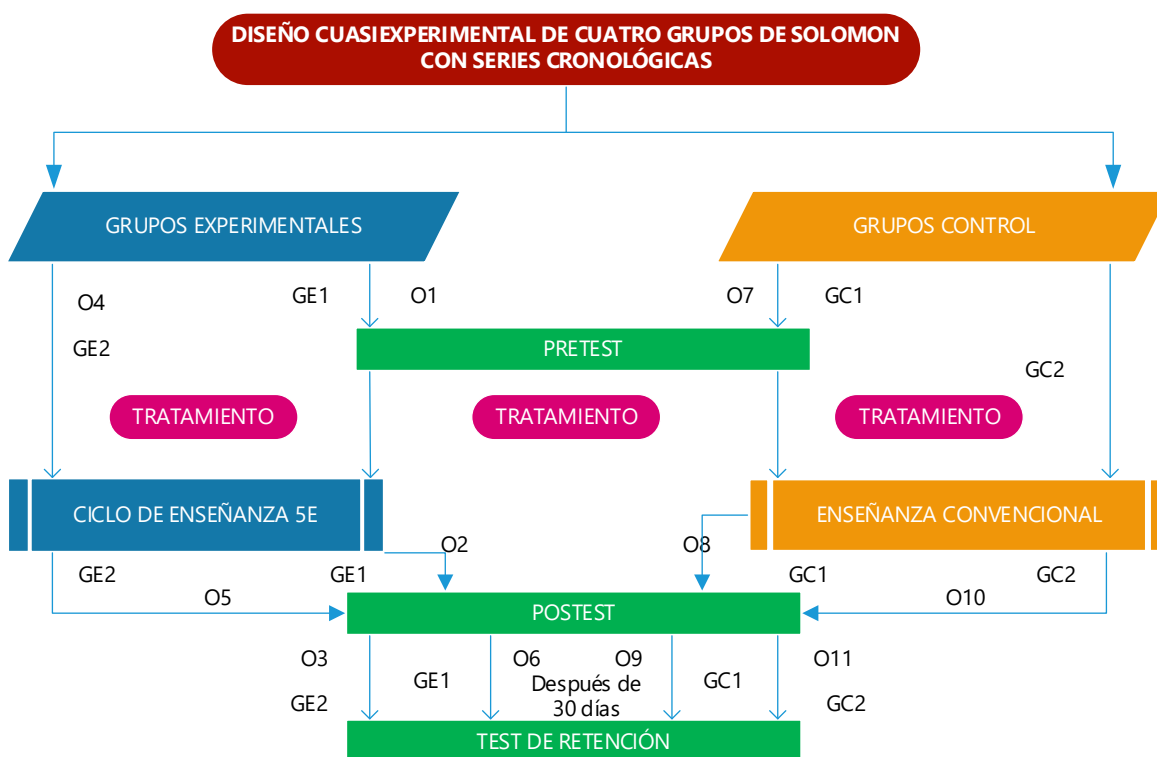 DISEÑO CUASIEXPERIMENTAL DE CUATRO GRUPOS DE SOLOMON
CON SERIES CRONOLÓGICAS
GRUPOS EXPERIMENTALES
GRUPOS CONTROL
O4
GE1
O1
O7
GC1
GE2
PRETEST
GC2
TRATAMIENTO
TRATAMIENTO
TRATAMIENTO
CICLO DE ENSEÑANZA 5E
ENSEÑANZA CONVENCIONAL
O2
O8
GE2
GE1
GC1
GC2
O5
O10
POSTEST
O3
O6
O9
O11
GE1
Después de
30 días
GC1
GE2
GC2
TEST DE RETENCIÓN